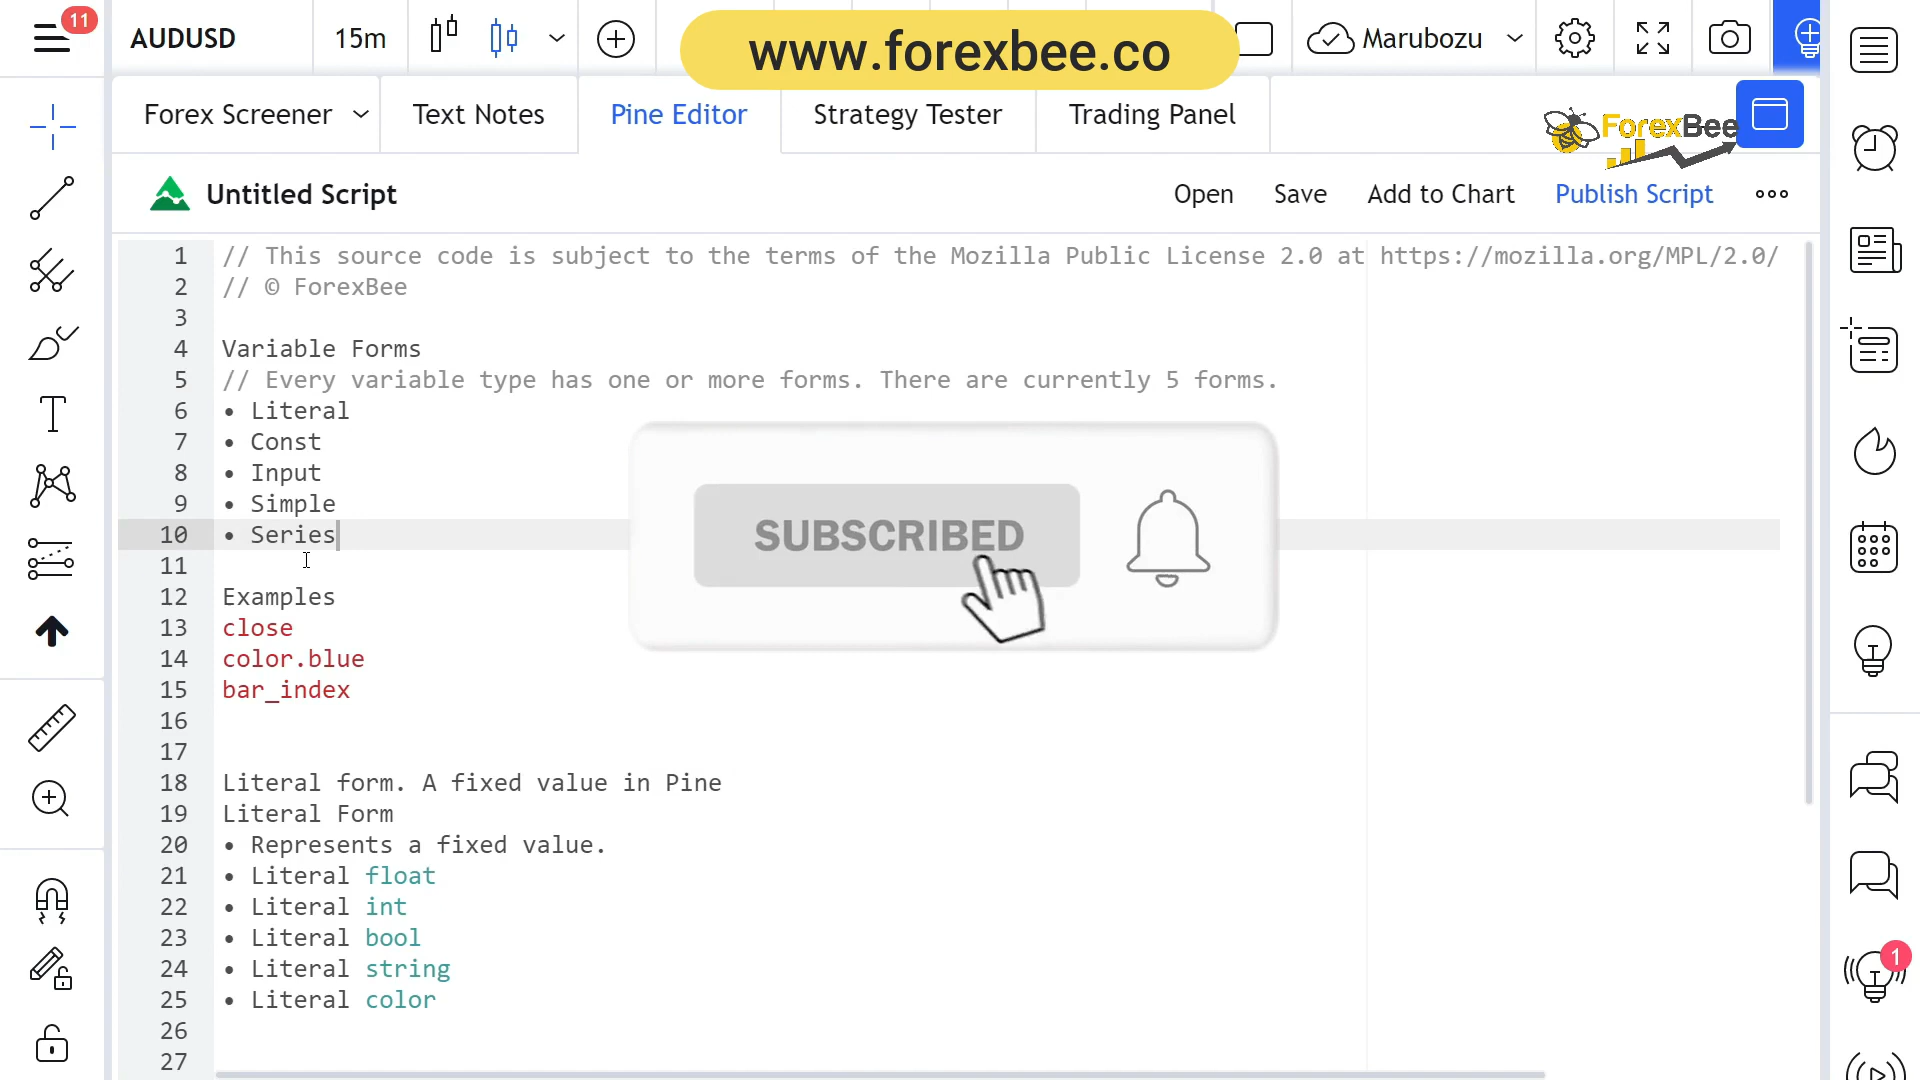 11
AUDUSD
15m
www.forexbee.co
Marubozu
Forex Screener
Text Notes
Pine Editor
Strategy Tester
Trading Panel
ForexBee
Untitled Script
Open
Save
Add to Chart
Publish Script
1 // This source code is subject to the terms of the Mozilla Public License 2.0 at https://mozilla.org/MPL/2.0/
2 // © ForexBee
3
4 Variable Forms
5 // Every variable type has one or more forms. There are currently 5 forms.
6 • Literal
7 • Const
8 • Input
9 • Simple
10 • Series
11
12 Examples
13 close
14 color.blue
15 bar_index
16
17
18 Literal form. A fixed value in Pine
19 Literal Form
20 • Represents a fixed value.
21 • Literal float
22 • Literal int
23 • Literal bool
24 • Literal string
25 • Literal color
26
27
SUBSCRIBED
1